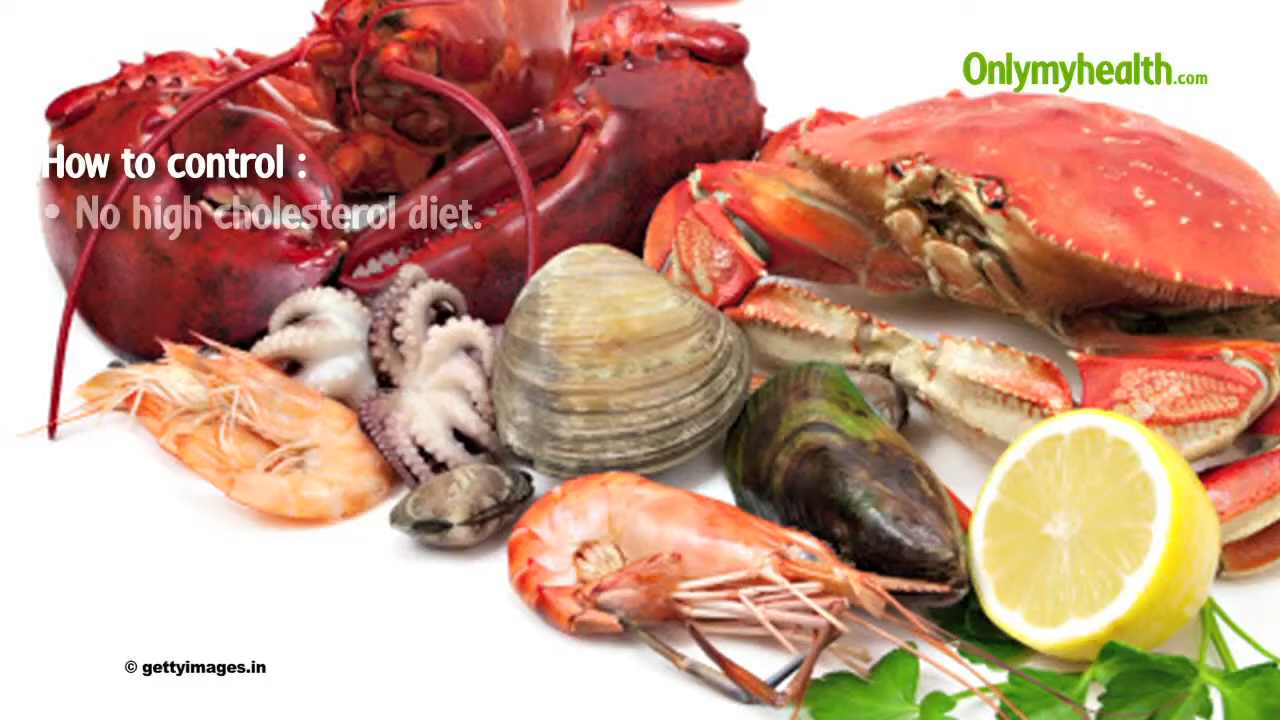 Onlymyhealth.com
How to control :
• No high cholesterol diet.
© gettyimages.in